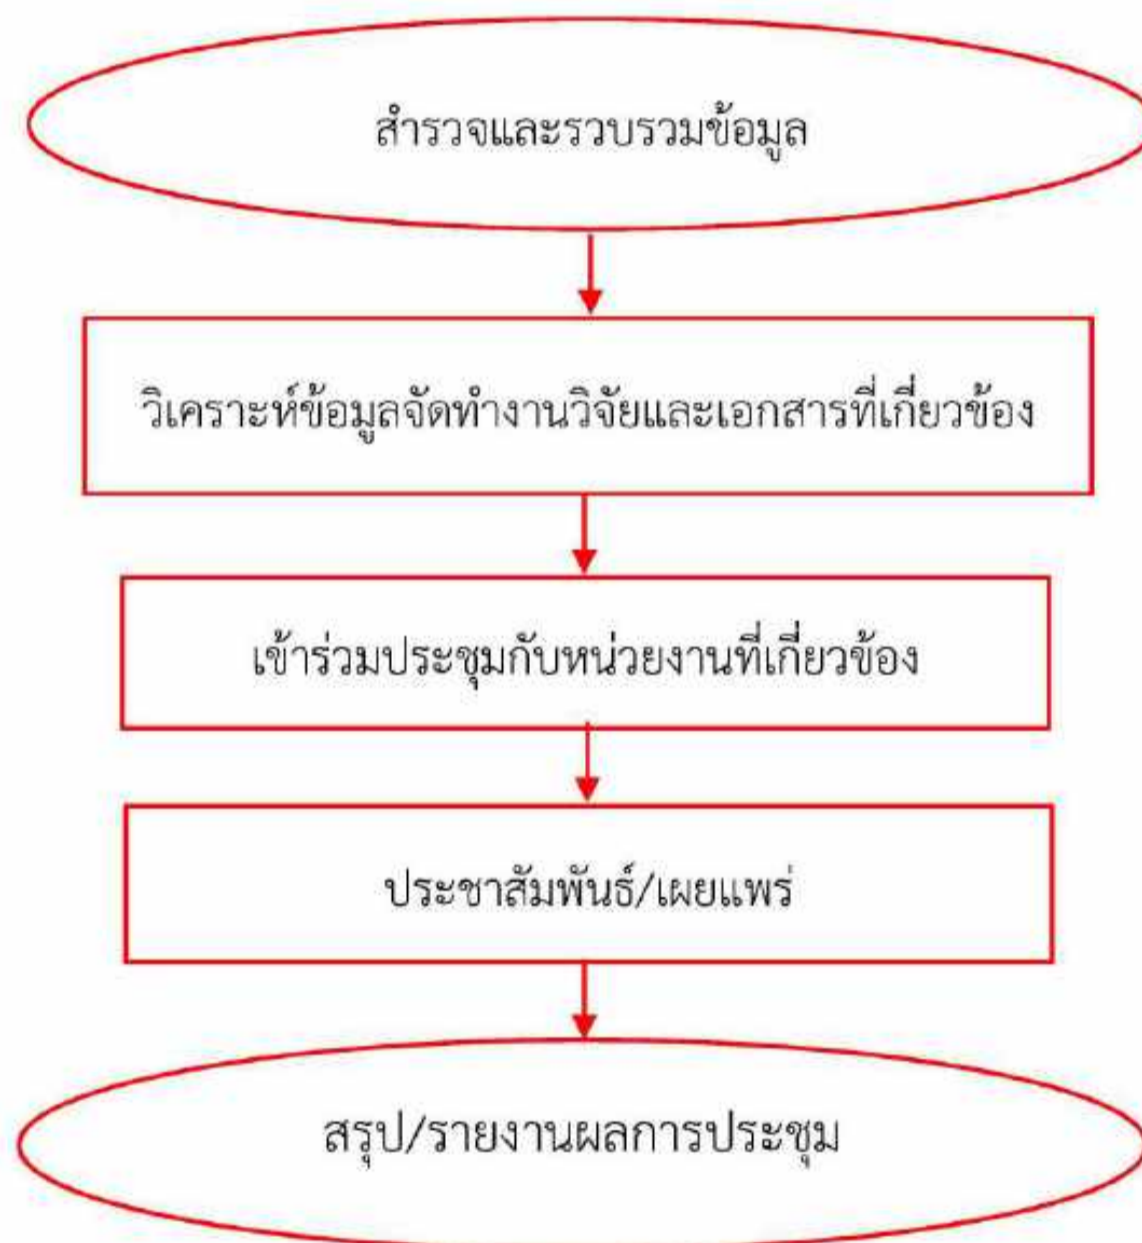 สำรวจและรวบรวมข้อมูล
วิเคราะห์ข้อมูลจัดทำงานวิจัยและเอกสารที่เกี่ยวข้อง
เข้าร่วมประชุมกับหน่วยงานที่เกี่ยวข้อง
ประชาสัมพันธ์/เผยแพร่
สรุป/รายงานผลการประชุม